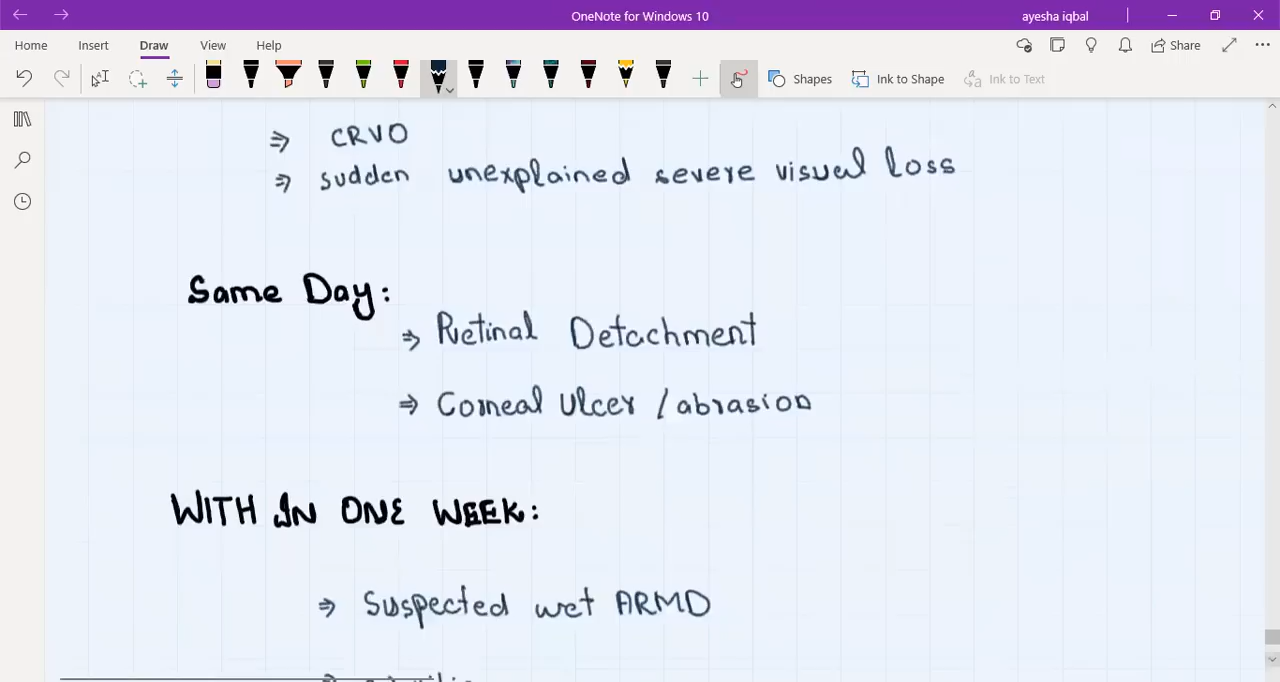 OneNote for Windows 10
ayesha iqbal
Home Insert Draw View Help
Share
Shapes Ink to Shape Ink to Text
⇒ CRVO
⇒ sudden unexplained severe visual loss
Same Day:
⇒ Retinal Detachment
⇒ Corneal Ulcer / abrasion
WITH IN ONE WEEK:
⇒ Suspected wet ARMD